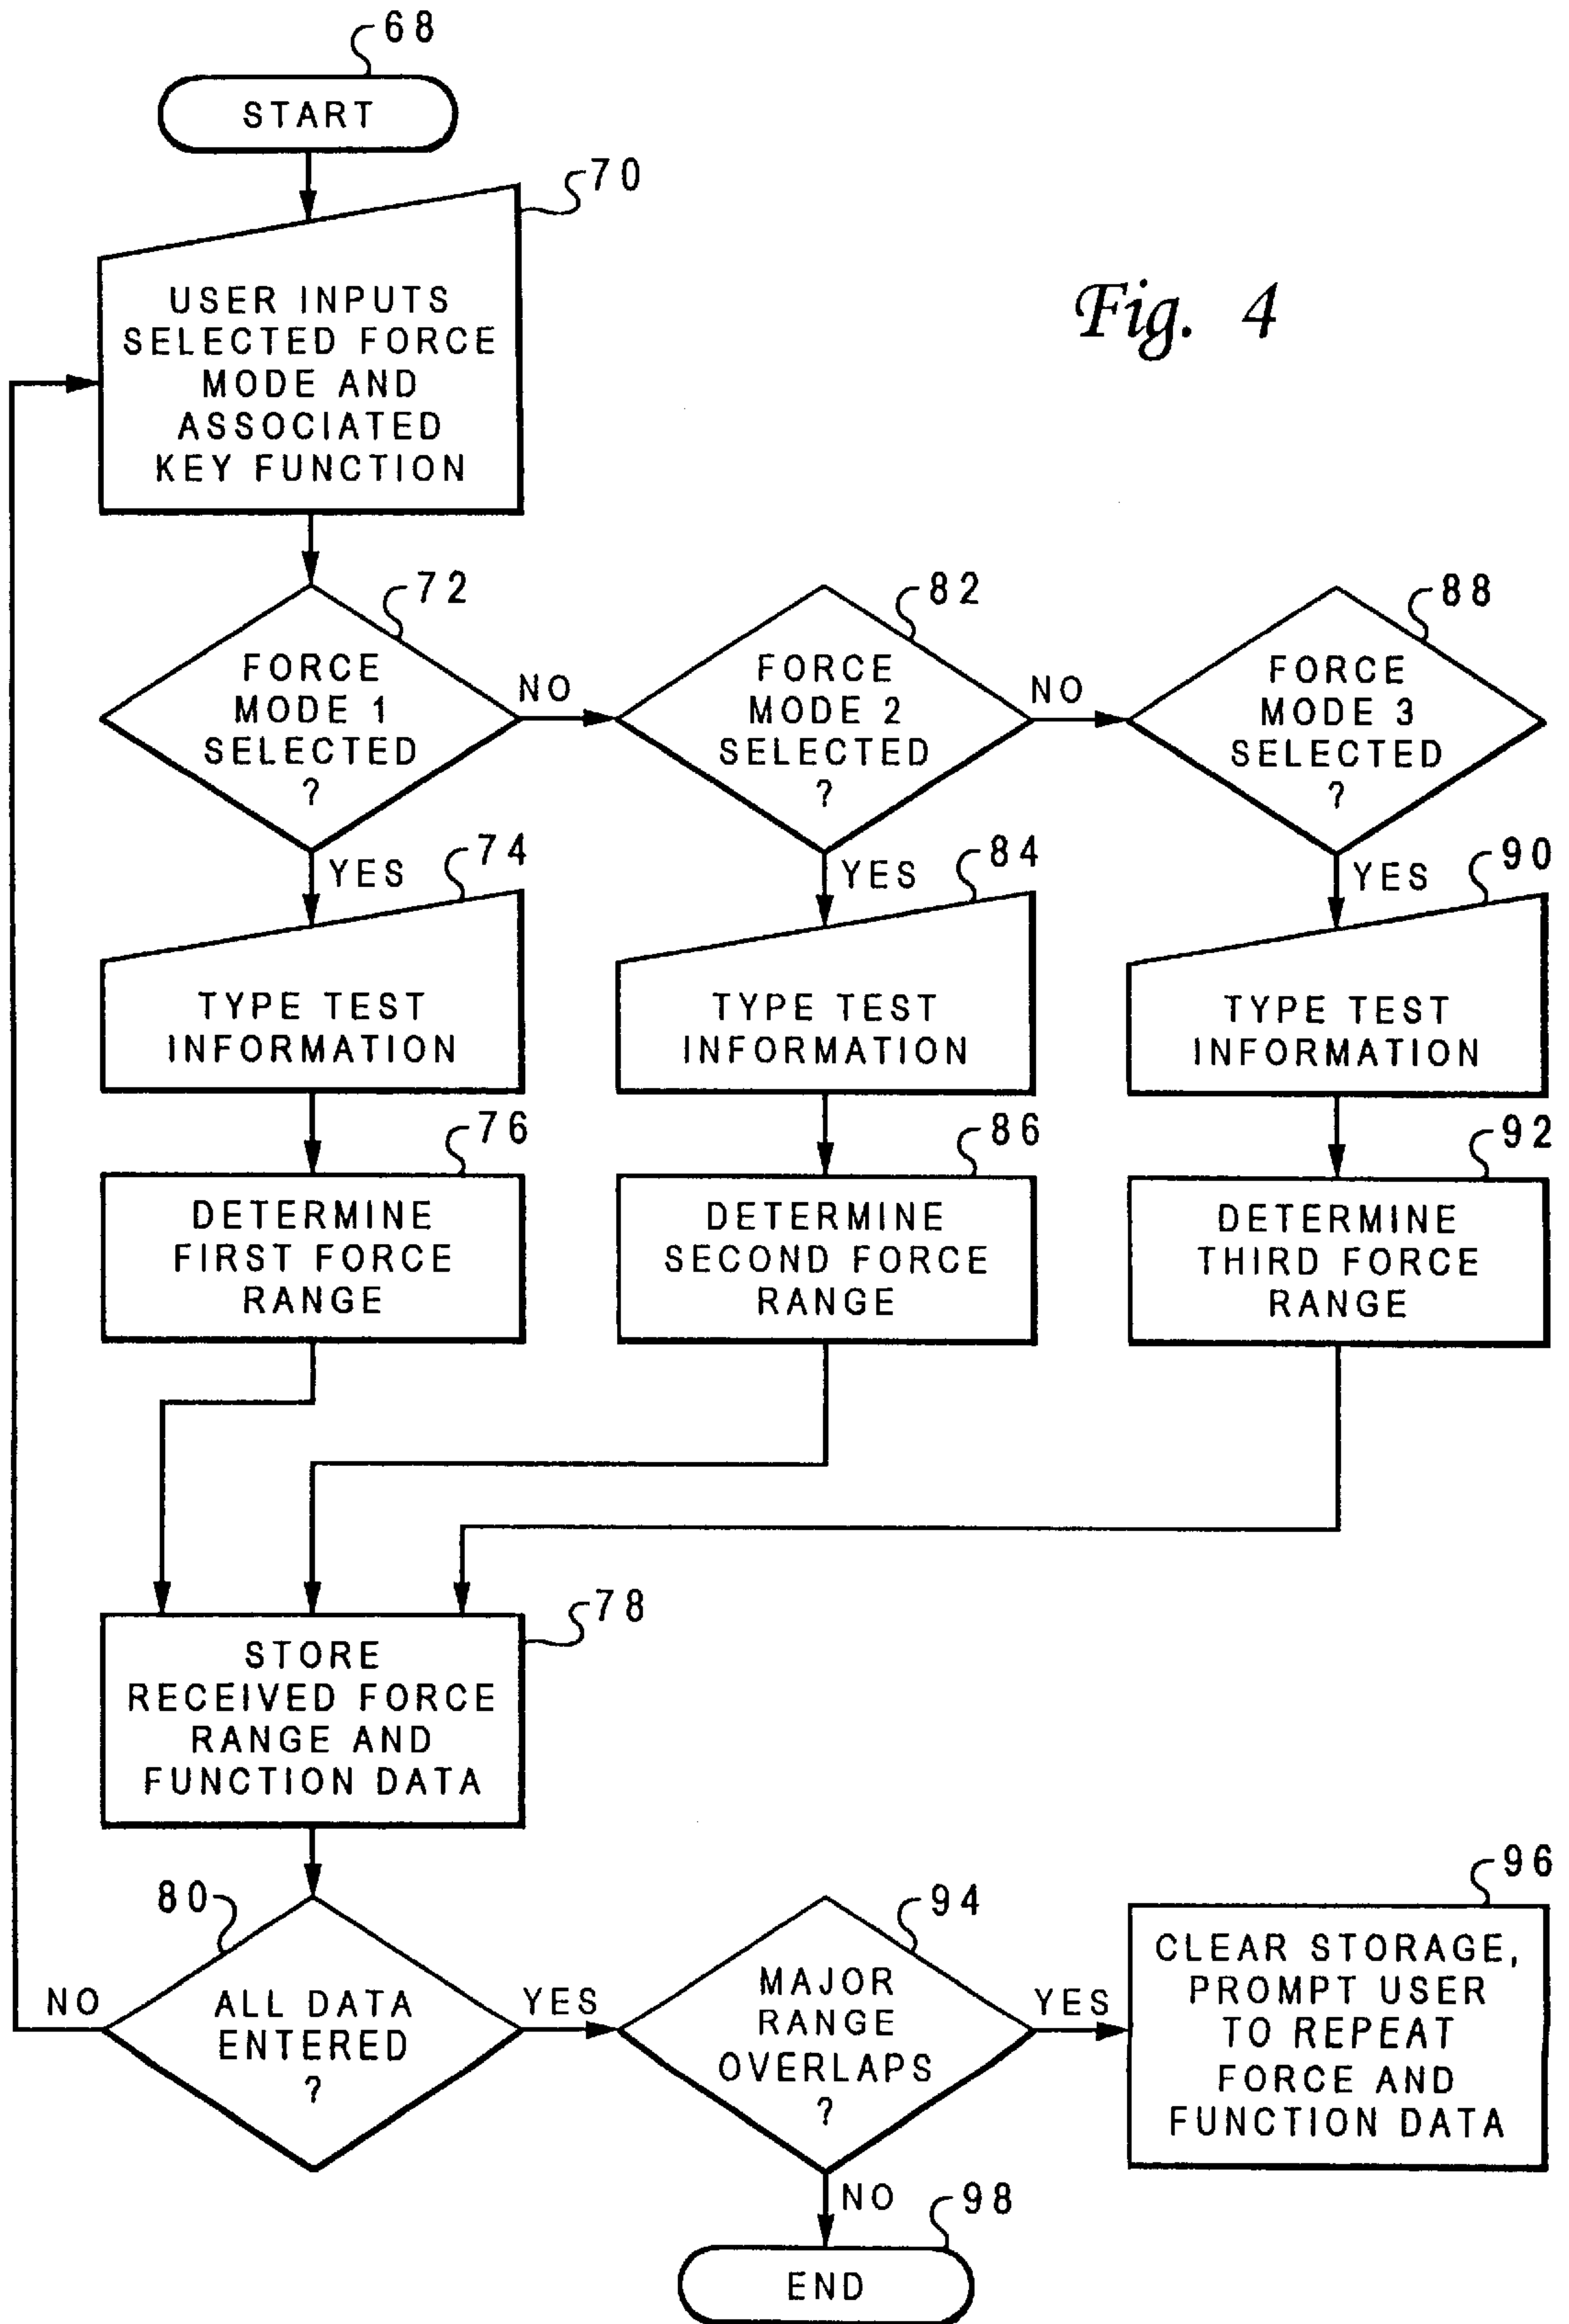 68
START
70
USER INPUTS
SELECTED FORCE
MODE AND
ASSOCIATED
KEY FUNCTION
Fig. 4
72
FORCE
MODE 1
SELECTED
?
NO
82
FORCE
MODE 2
SELECTED
?
NO
88
FORCE
MODE 3
SELECTED
?
YES
74
TYPE TEST
INFORMATION
YES
84
TYPE TEST
INFORMATION
YES
90
TYPE TEST
INFORMATION
76
DETERMINE
FIRST FORCE
RANGE
86
DETERMINE
SECOND FORCE
RANGE
92
DETERMINE
THIRD FORCE
RANGE
78
STORE
RECEIVED FORCE
RANGE AND
FUNCTION DATA
80
ALL DATA
ENTERED
?
NO
YES
94
MAJOR
RANGE
OVERLAPS
?
YES
96
CLEAR STORAGE,
PROMPT USER
TO REPEAT
FORCE AND
FUNCTION DATA
NO
98
END